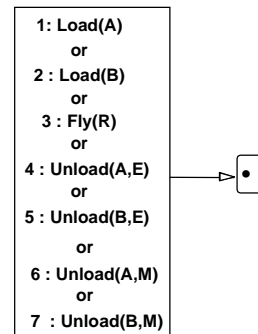 1: Load(A)
or
2 : Load(B)
or
3 : Fly(R)
or
4 : Unload(A,E)
or
5 : Unload(B,E)
or
6 : Unload(A,M)
or
7 : Unload(B,M)